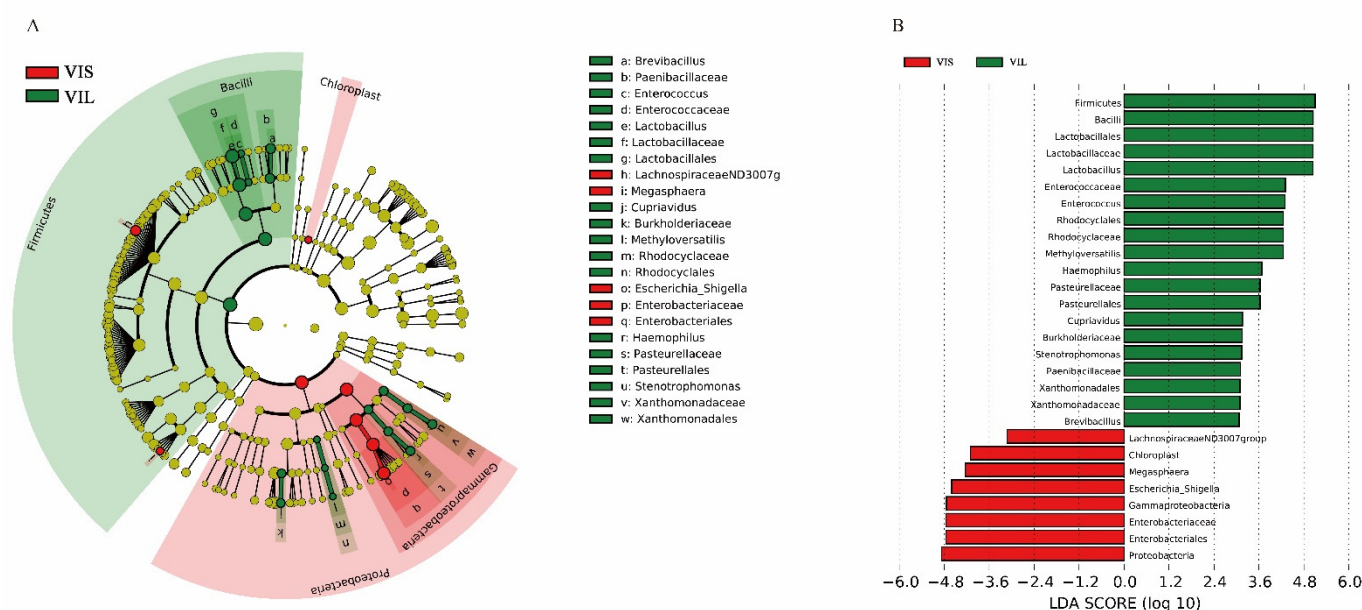 A
VIS
VIL
Bacilli
Chloroplast
Firmicutes
g
f
d
e
c
b
a
h
i
k
l
m
n
o
p
q
r
s
t
u
v
w
Gammaproteobacteria
Proteobacteria
a: Brevibacillus
b: Paenibacillaceae
c: Enterococcus
d: Enterococcaceae
e: Lactobacillus
f: Lactobacillaceae
g: Lactobacillales
h: LachnospiraceaeND3007g
i: Megasphaera
j: Cupriavidus
k: Burkholderiaceae
l: Methyloversatilis
m: Rhodocyclaceae
n: Rhodocyclales
o: Escherichia_Shigella
p: Enterobacteriaceae
q: Enterobacteriales
r: Haemophilus
s: Pasteurellaceae
t: Pasteurellales
u: Stenotrophomonas
v: Xanthomonadaceae
w: Xanthomonadales
B
VIS VIL
Firmicutes
Bacilli
Lactobacillales
Lactobacillaceae
Lactobacillus
Enterococcaceae
Enterococcus
Rhodocyclales
Rhodocyclaceae
Methyloversatilis
Haemophilus
Pasteurellaceae
Pasteurellales
Cupriavidus
Burkholderiaceae
Stenotrophomonas
Paenibacillaceae
Xanthomonadales
Xanthomonadaceae
Brevibacillus
LachnospiraceaeND3007group
Chloroplast
Megasphaera
Escherichia_Shigella
Gammaproteobacteria
Enterobacteriaceae
Enterobacteriales
Proteobacteria
−6.0 −4.8 −3.6 −2.4 −1.2 0.0 1.2 2.4 3.6 4.8 6.0
LDA SCORE (log 10)